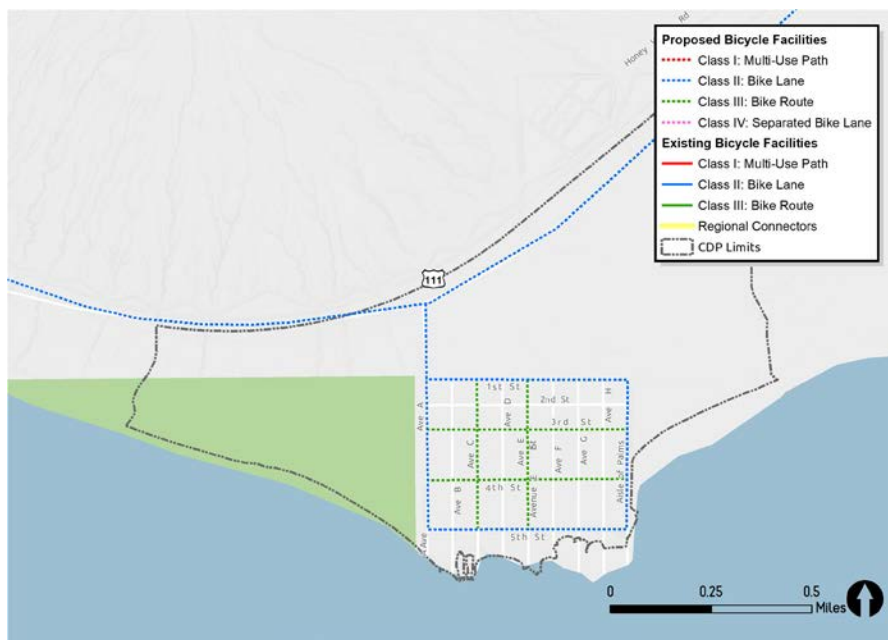 Honey
Rd
Proposed Bicycle Facilities
Class I: Multi-Use Path
Class II: Bike Lane
Class III: Bike Route
Class IV: Separated Bike Lane
Existing Bicycle Facilities
Class I: Multi-Use Path
Class II: Bike Lane
Class III: Bike Route
Regional Connectors
CDP Limits
111
1st St
2nd St
3rd St
4th St
5th St
Ave A
Ave B
Ave C
Ave D
Ave E
Avenue E
Ave F
Ave G
Ave H
Aisle of Palms
Ave
0 0.25 0.5
Miles